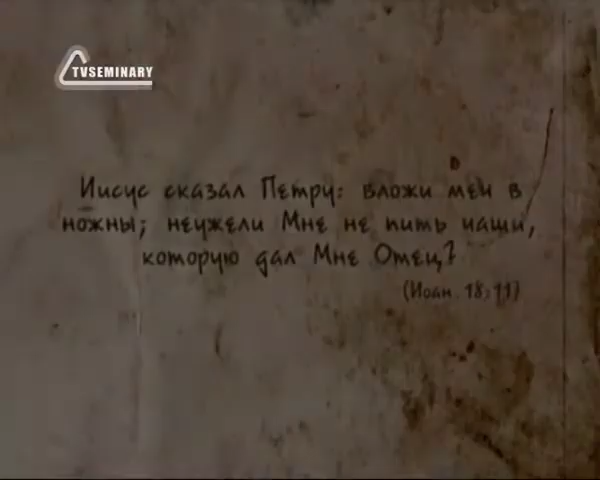 TVSEMINARY
Иисус сказал Петру: вложи меч в
ножны; неужели Мне не пить чаши,
которую дал Мне Отец?
(Иоан. 18:11)